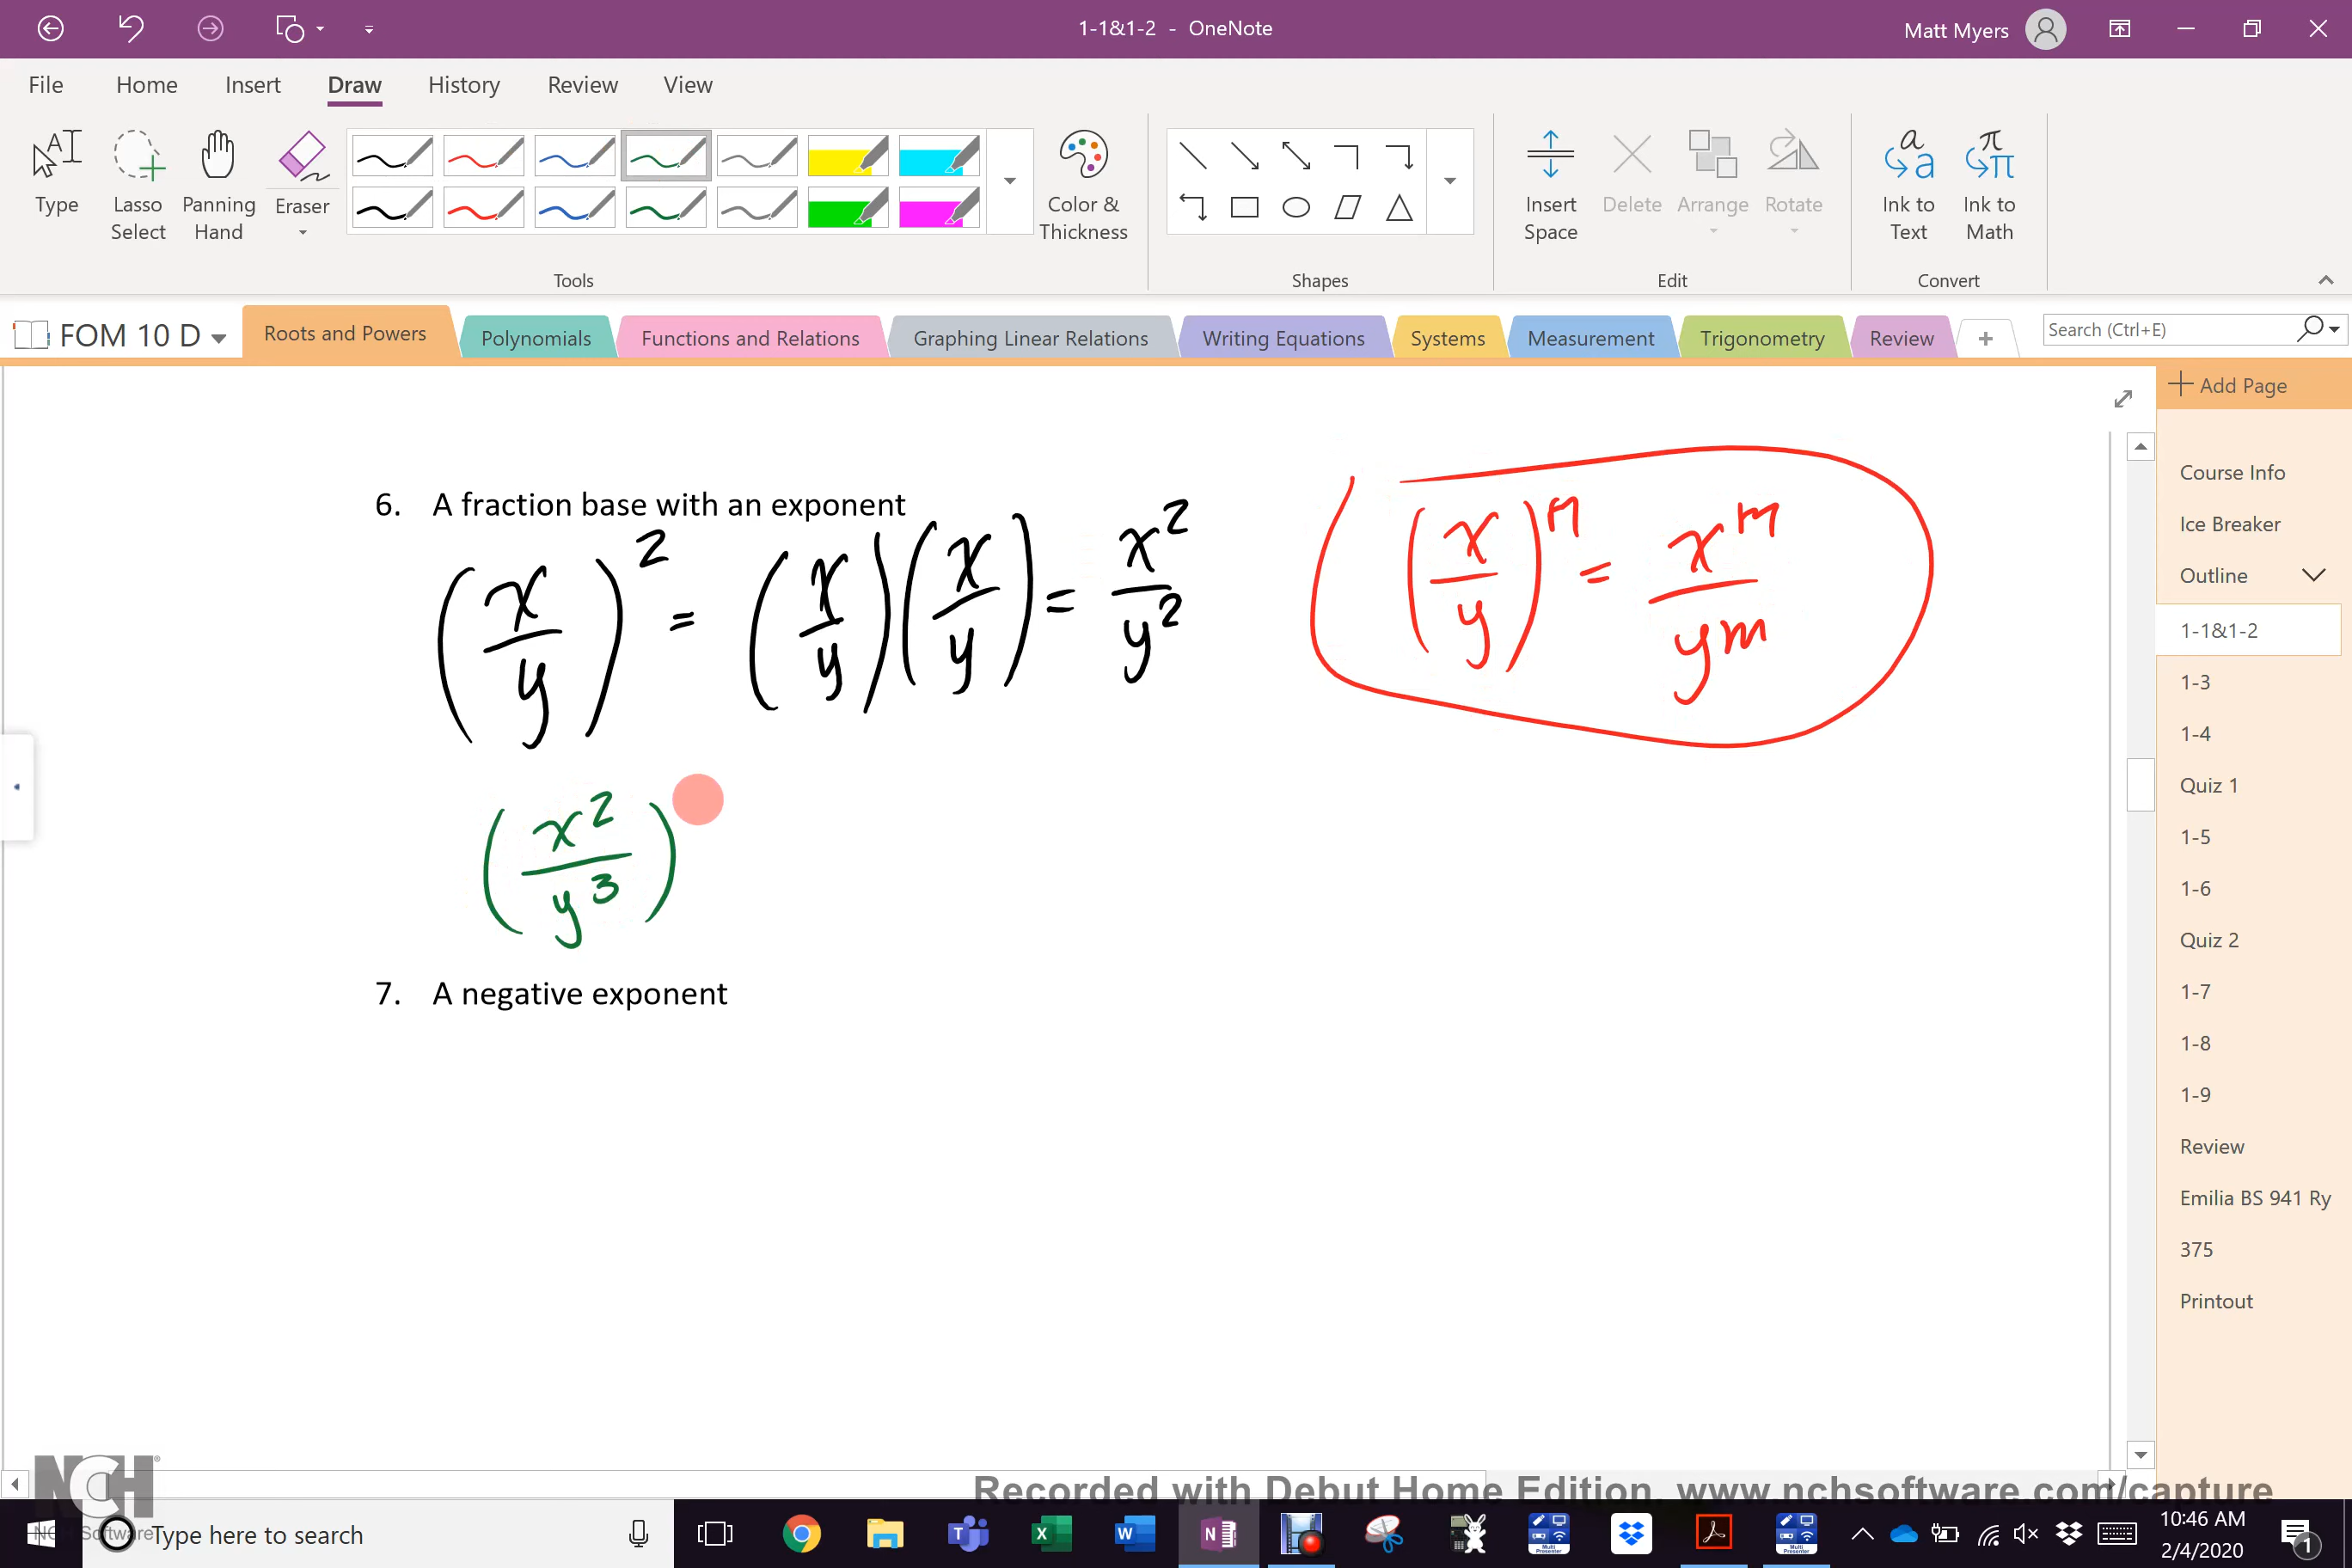 1-1&1-2 - OneNote
Matt Myers
File Home Insert Draw History Review View
Type
Lasso Select
Panning Hand
Eraser
Color & Thickness
Insert Space
Delete
Arrange
Rotate
Ink to Text
Ink to Math
Tools Shapes Edit Convert
FOM 10 D
Roots and Powers Polynomials Functions and Relations Graphing Linear Relations Writing Equations Systems Measurement Trigonometry Review
Search (Ctrl+E)
Add Page
Course Info
Ice Breaker
Outline
1-1&1-2
1-3
1-4
Quiz 1
1-5
1-6
Quiz 2
1-7
1-8
1-9
Review
Emilia BS 941 Ry
375
Printout
6. A fraction base with an exponent
(x/y)^2 = (x/y)(x/y) = x^2/y^2
(x/y)^m = x^m/y^m
(x^2/y^3)
7. A negative exponent
NCH®
NCH Software
Recorded with Debut Home Edition. www.nchsoftware.com/capture
Type here to search
10:46 AM
2/4/2020
1